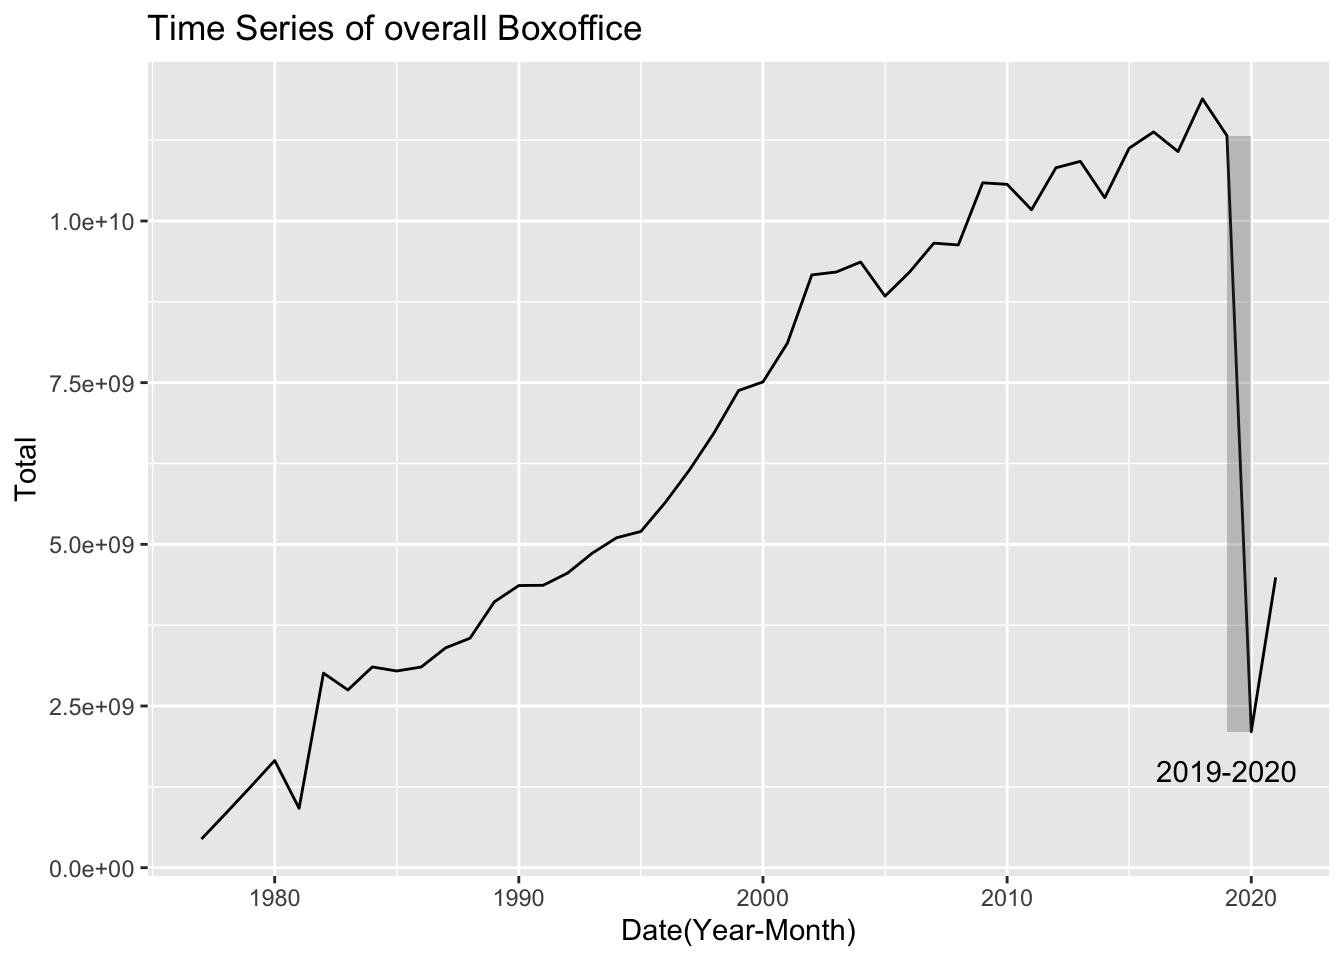 Time Series of overall Boxoffice
Total
1.0e+10
7.5e+09
5.0e+09
2.5e+09
0.0e+00
2019-2020
1980 1990 2000 2010 2020
Date(Year-Month)